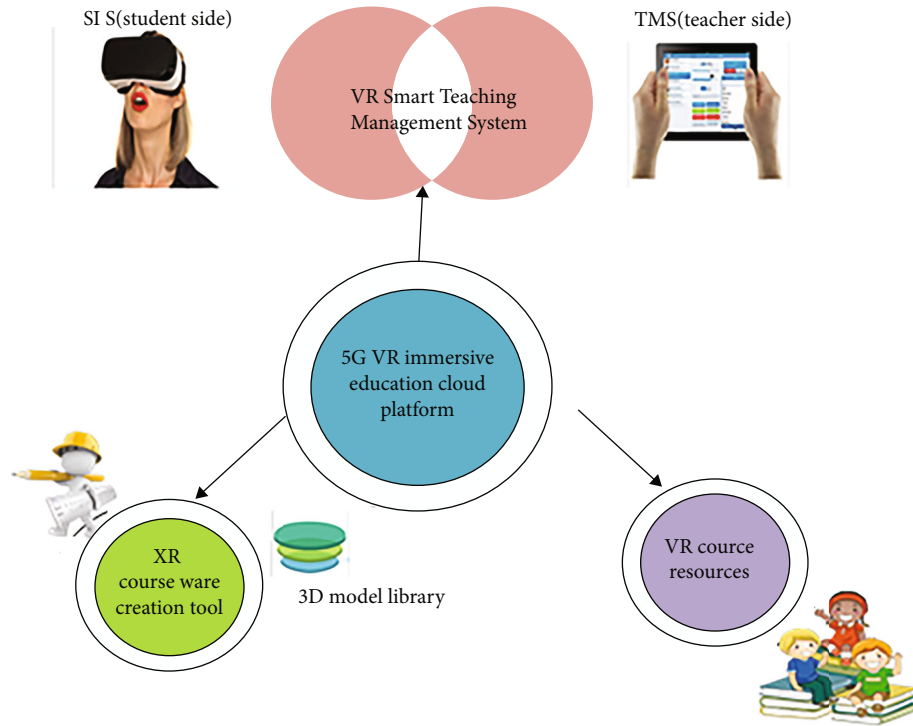 SI S(student side)
TMS(teacher side)
VR Smart Teaching
Management System
5G VR immersive
education cloud
platform
XR
course ware
creation tool
3D model library
VR cource
resources